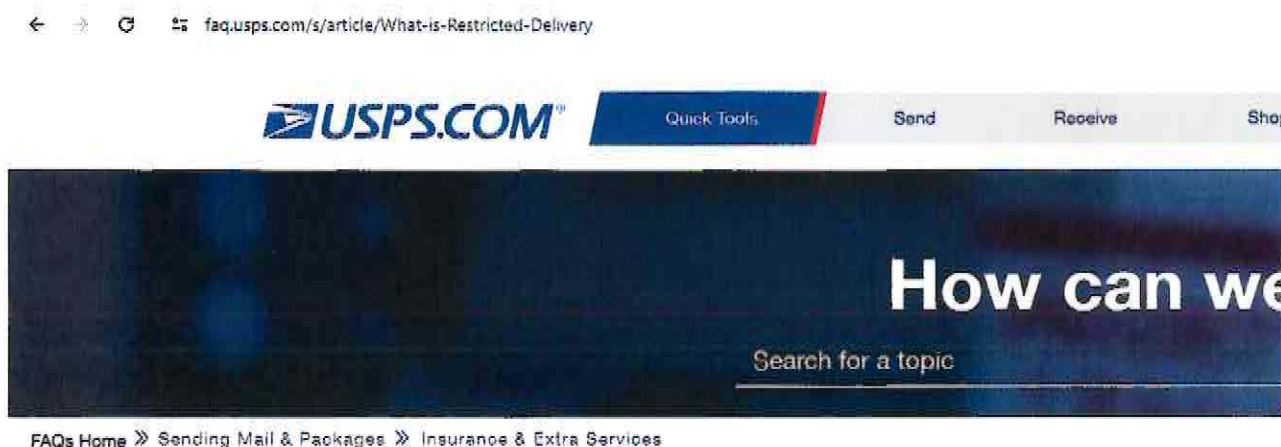 faq.usps.com/s/article/What-is-Restricted-Delivery
USPS.COM®
Quick Tools
Send
Receive
Shop
How can we
Search for a topic
FAQs Home » Sending Mail & Packages » Insurance & Extra Services